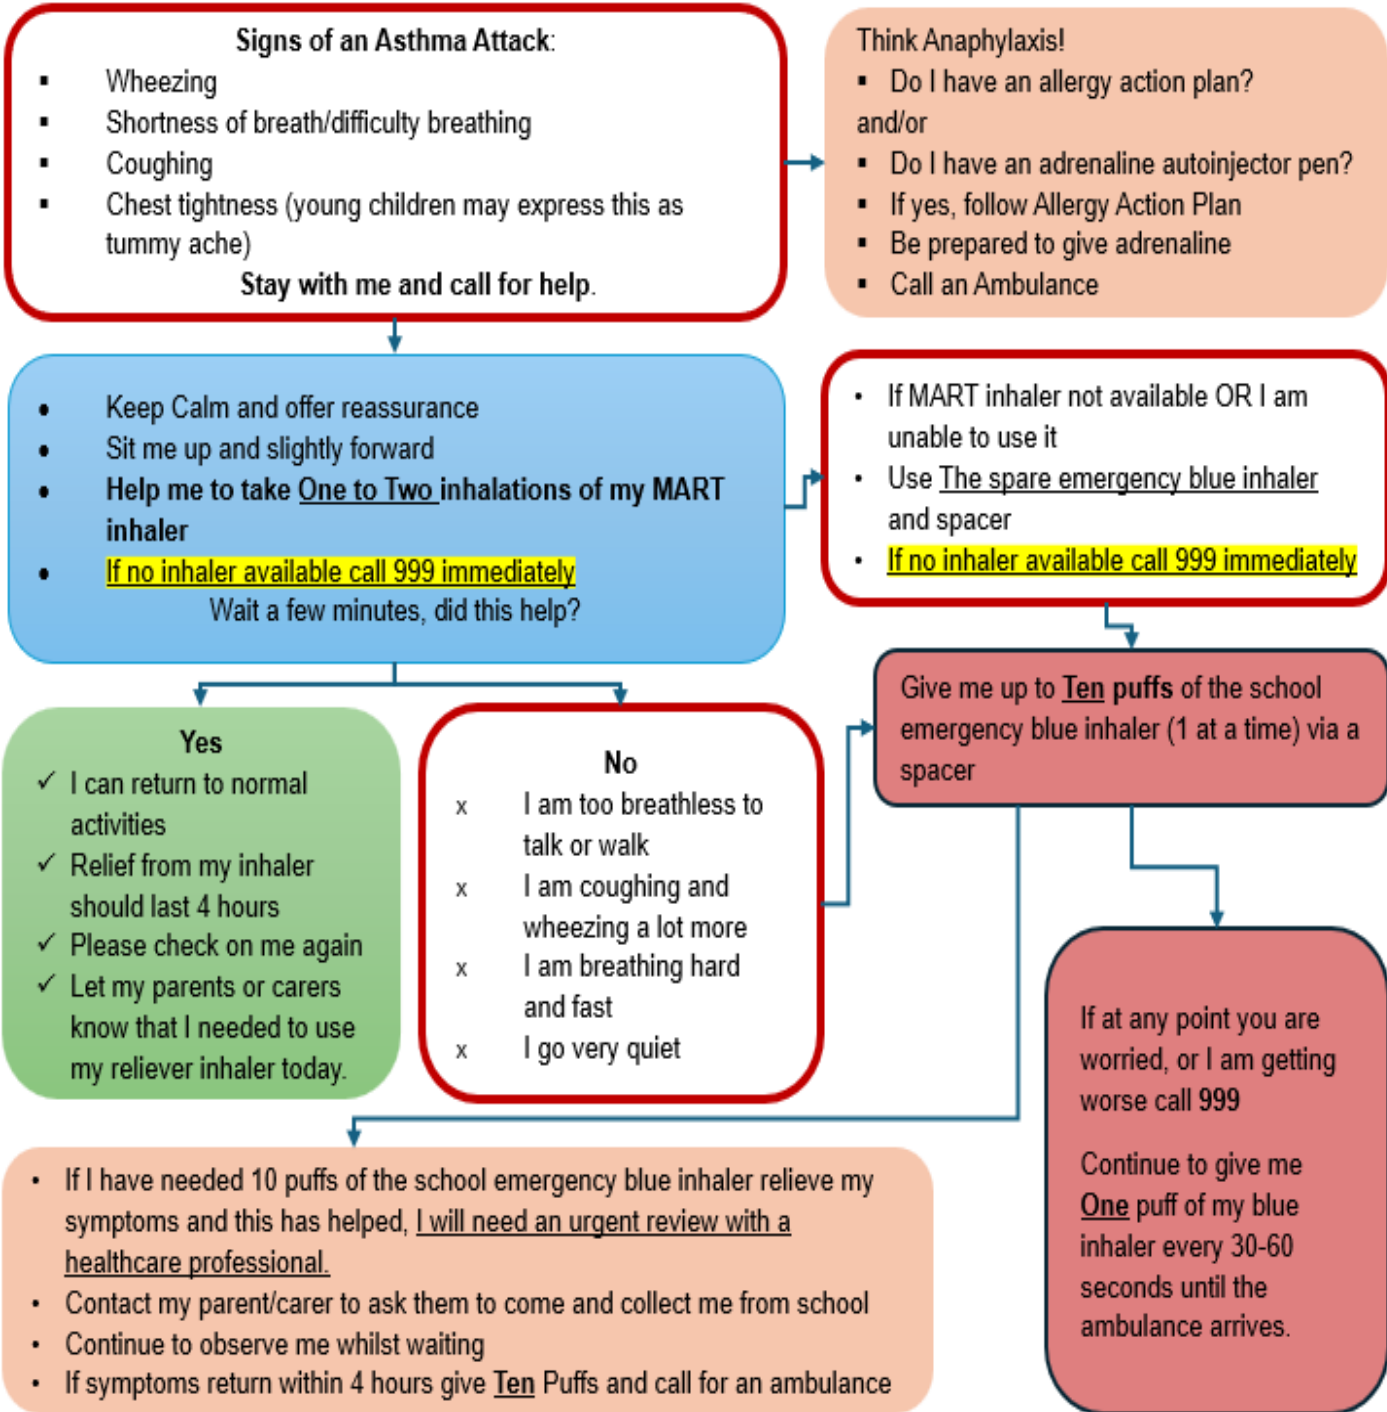 Signs of an Asthma Attack:
▪ Wheezing
▪ Shortness of breath/difficulty breathing
▪ Coughing
▪ Chest tightness (young children may express this as
tummy ache)
Stay with me and call for help.
Think Anaphylaxis!
▪ Do I have an allergy action plan?
and/or
▪ Do I have an adrenaline autoinjector pen?
▪ If yes, follow Allergy Action Plan
▪ Be prepared to give adrenaline
▪ Call an Ambulance
• Keep Calm and offer reassurance
• Sit me up and slightly forward
• Help me to take One to Two inhalations of my MART
inhaler
• If no inhaler available call 999 immediately
Wait a few minutes, did this help?
• If MART inhaler not available OR I am
unable to use it
• Use The spare emergency blue inhaler
and spacer
• If no inhaler available call 999 immediately
Yes
✓ I can return to normal
activities
✓ Relief from my inhaler
should last 4 hours
✓ Please check on me again
✓ Let my parents or carers
know that I needed to use
my reliever inhaler today.
No
x I am too breathless to
talk or walk
x I am coughing and
wheezing a lot more
x I am breathing hard
and fast
x I go very quiet
Give me up to Ten puffs of the school
emergency blue inhaler (1 at a time) via a
spacer
If at any point you are
worried, or I am getting
worse call 999
Continue to give me
One puff of my blue
inhaler every 30-60
seconds until the
ambulance arrives.
• If I have needed 10 puffs of the school emergency blue inhaler relieve my
symptoms and this has helped, I will need an urgent review with a
healthcare professional.
• Contact my parent/carer to ask them to come and collect me from school
• Continue to observe me whilst waiting
• If symptoms return within 4 hours give Ten Puffs and call for an ambulance